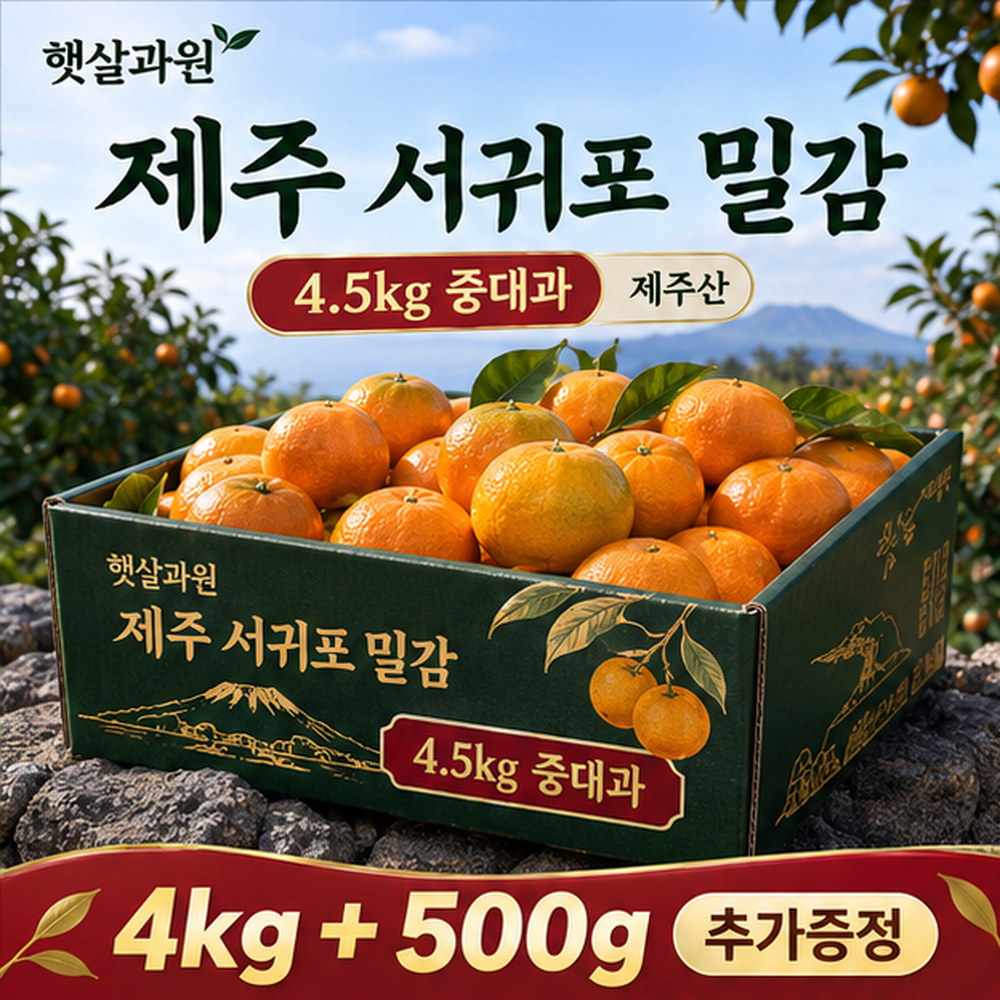 햇살과원
제주 서귀포 밀감
4.5kg 중대과 제주산
햇살과원
제주 서귀포 밀감
4.5kg 중대과
4kg + 500g 추가증정